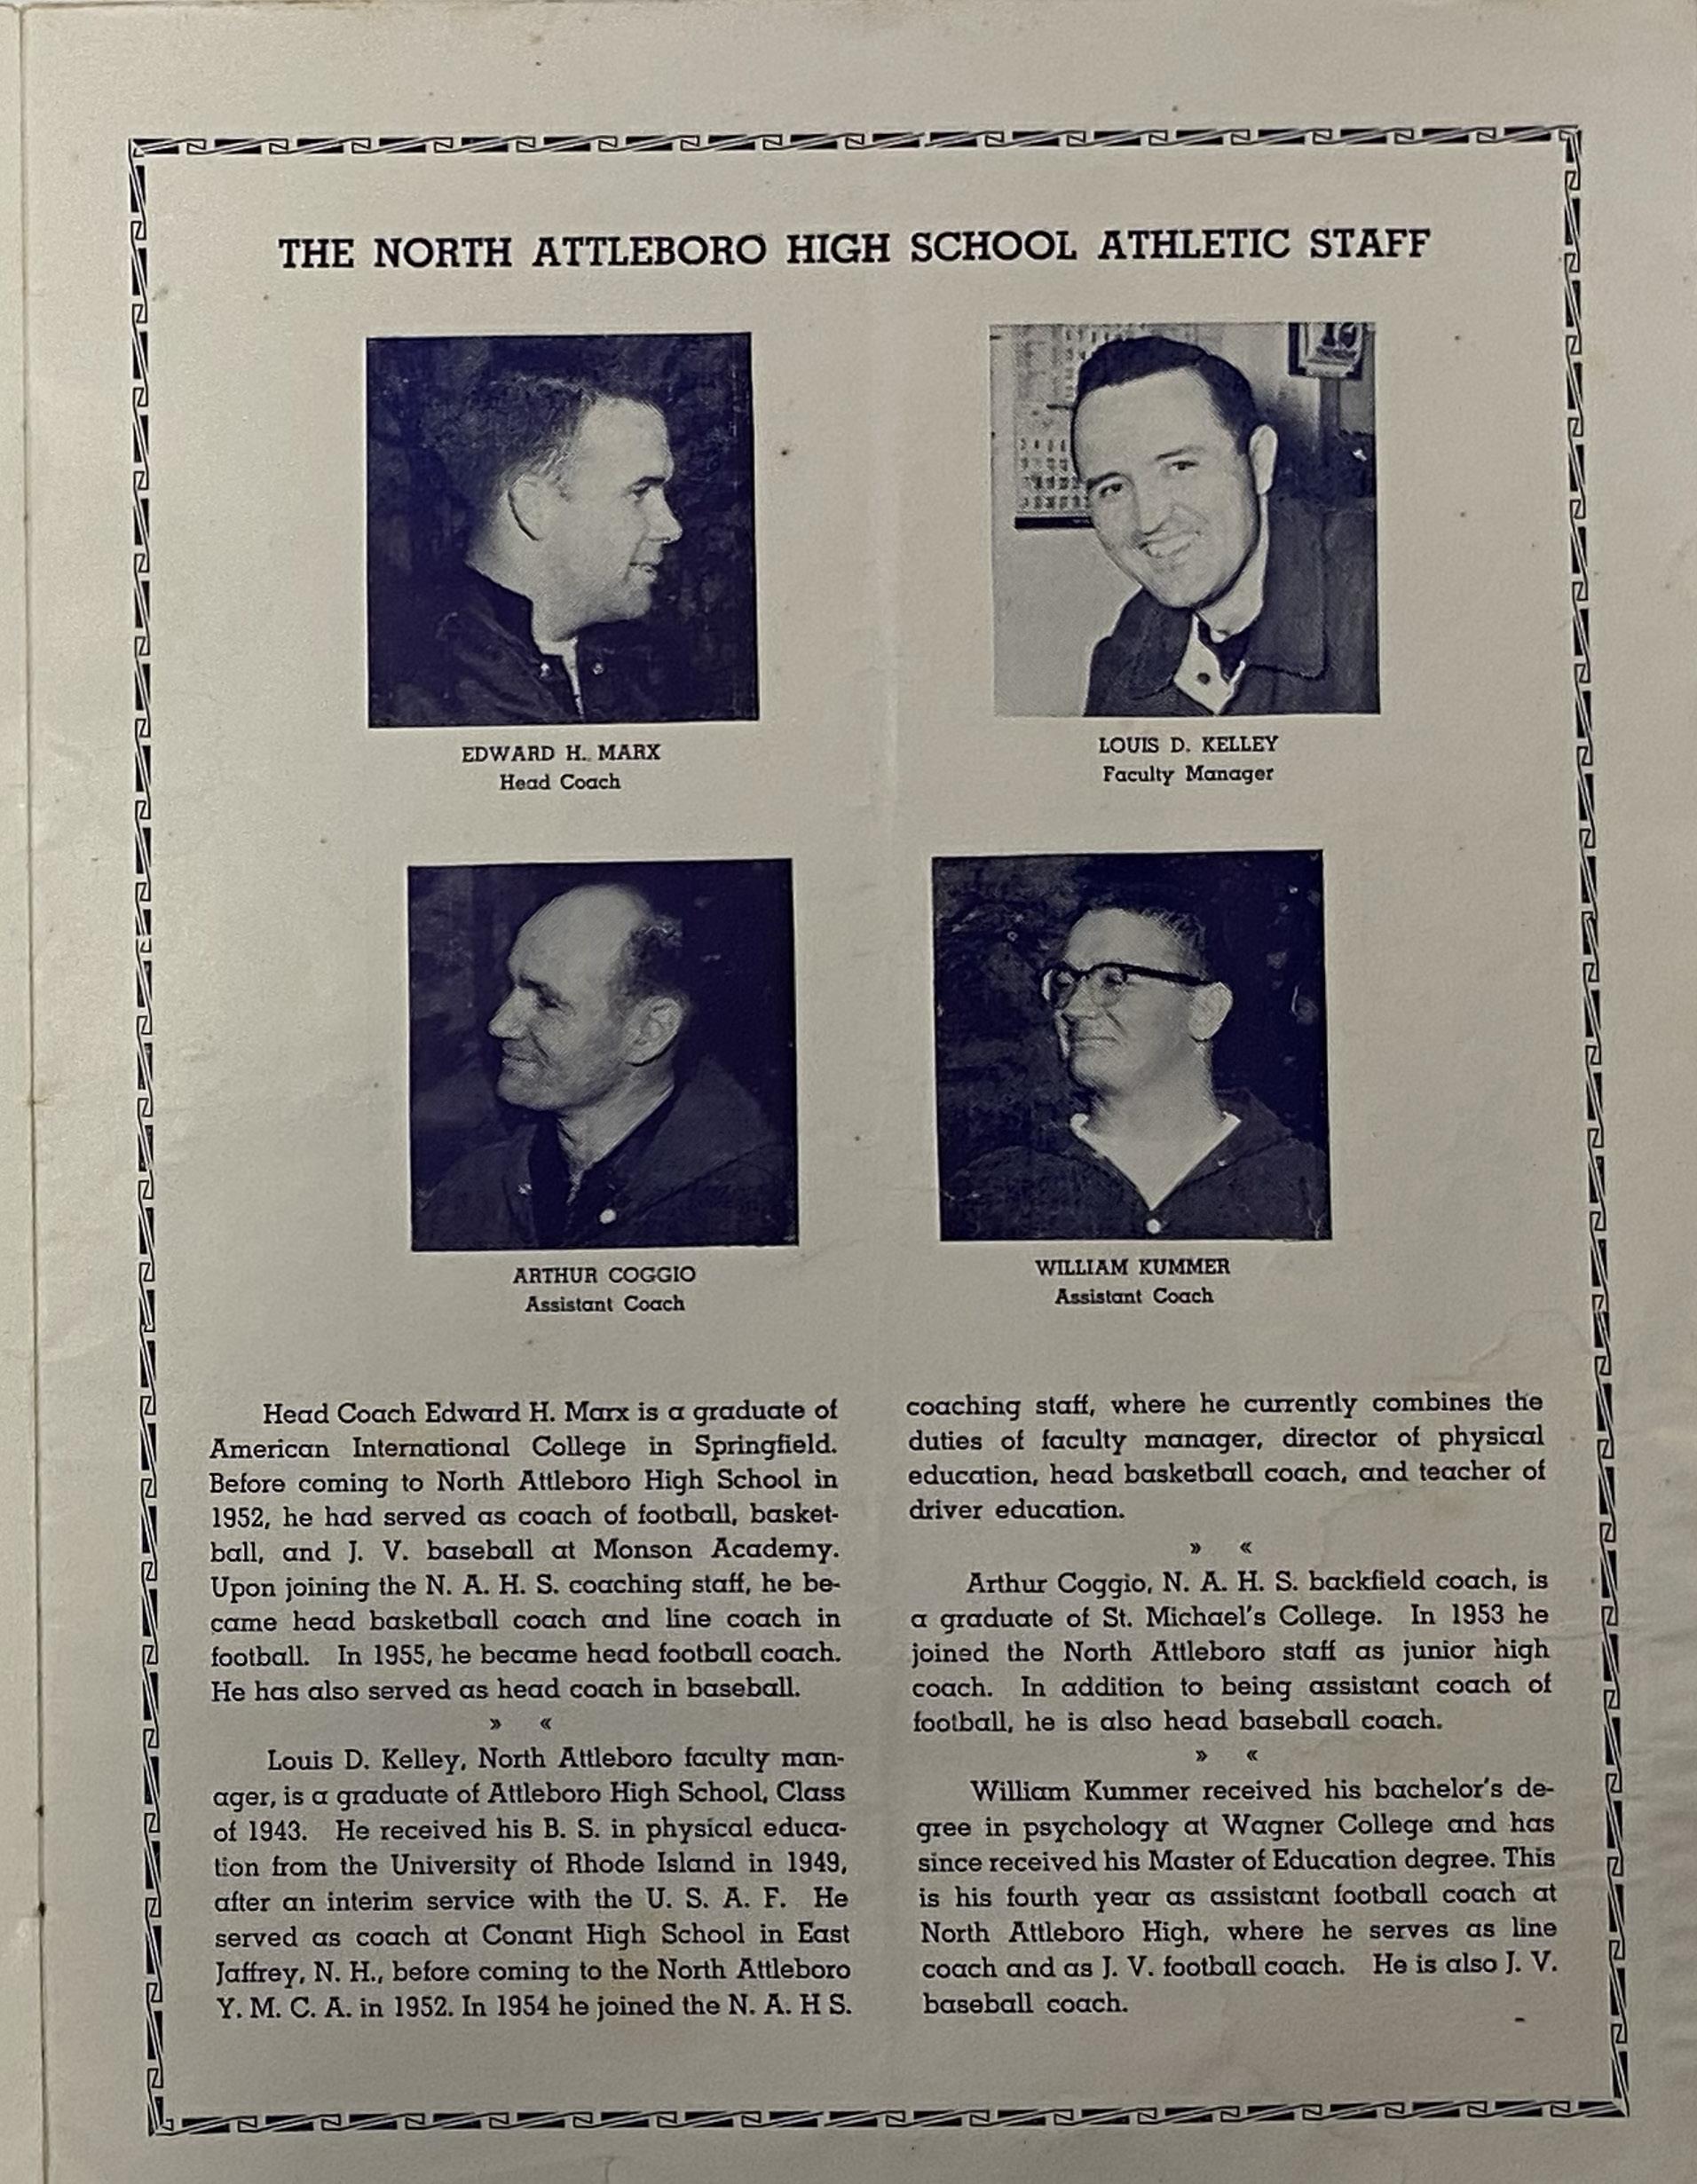 THE NORTH ATTLEBORO HIGH SCHOOL ATHLETIC STAFF
EDWARD H. MARX
Head Coach
LOUIS D. KELLEY
Faculty Manager
ARTHUR COGGIO
Assistant Coach
WILLIAM KUMMER
Assistant Coach
Head Coach Edward H. Marx is a graduate of
American International College in Springfield.
Before coming to North Attleboro High School in
1952, he had served as coach of football, basket-
ball, and J. V. baseball at Monson Academy.
Upon joining the N. A. H. S. coaching staff, he be-
came head basketball coach and line coach in
football. In 1955, he became head football coach.
He has also served as head coach in baseball.
» «
Louis D. Kelley, North Attleboro faculty man-
ager, is a graduate of Attleboro High School, Class
of 1943. He received his B. S. in physical educa-
tion from the University of Rhode Island in 1949,
after an interim service with the U. S. A. F. He
served as coach at Conant High School in East
Jaffrey, N. H., before coming to the North Attleboro
Y. M. C. A. in 1952. In 1954 he joined the N. A. H S.
coaching staff, where he currently combines the
duties of faculty manager, director of physical
education, head basketball coach, and teacher of
driver education.
» «
Arthur Coggio, N. A. H. S. backfield coach, is
a graduate of St. Michael's College. In 1953 he
joined the North Attleboro staff as junior high
coach. In addition to being assistant coach of
football, he is also head baseball coach.
» «
William Kummer received his bachelor's de-
gree in psychology at Wagner College and has
since received his Master of Education degree. This
is his fourth year as assistant football coach at
North Attleboro High, where he serves as line
coach and as J. V. football coach. He is also J. V.
baseball coach.